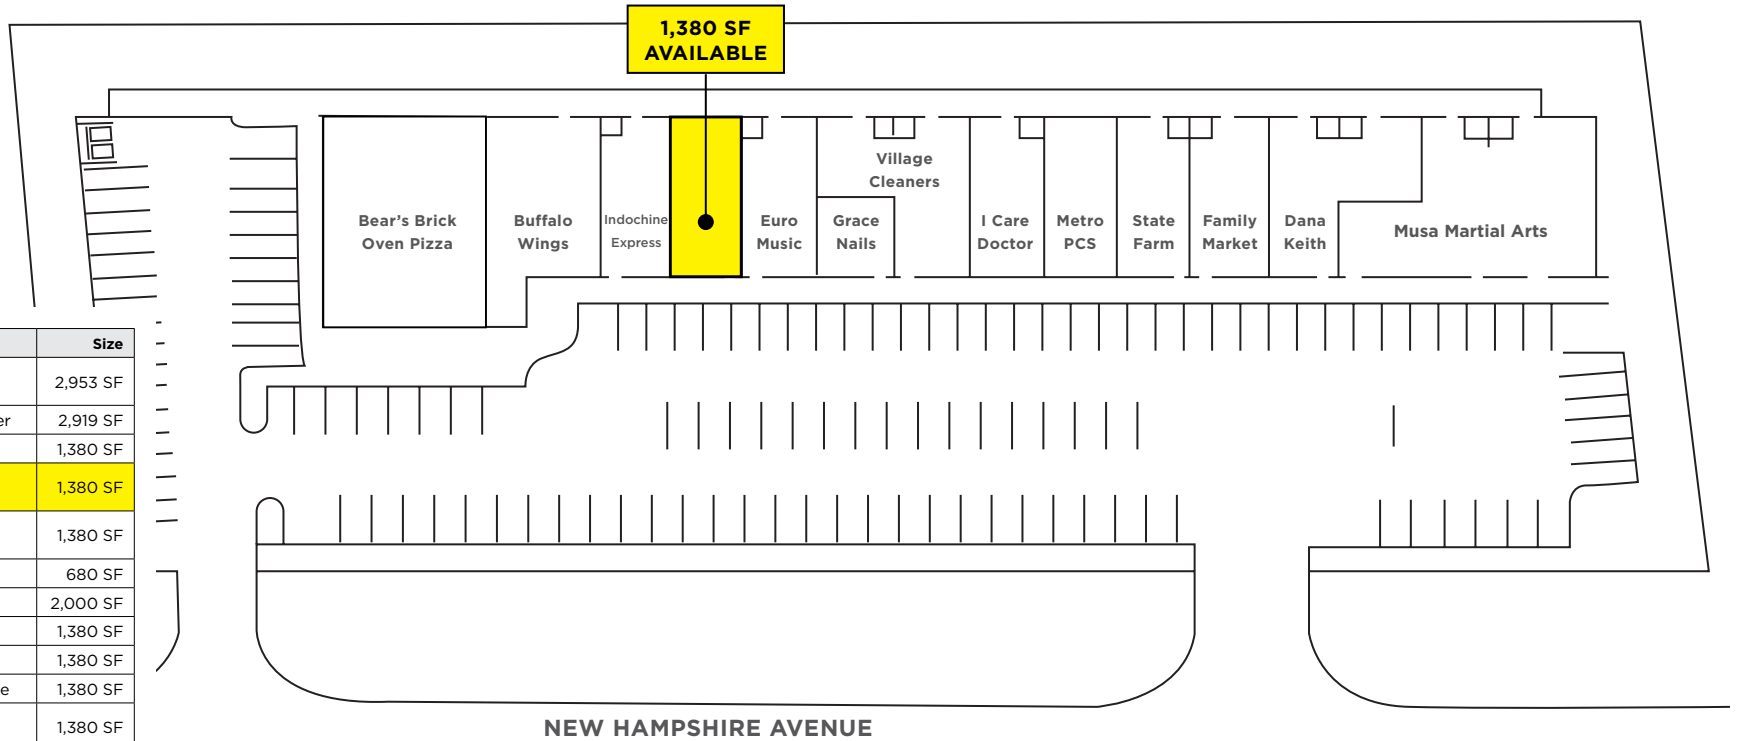 1,380 SF
AVAILABLE
Village
Cleaners
Bear's Brick
Oven Pizza
Buffalo
Wings
Indochine
Express
Euro
Music
Grace
Nails
I Care
Doctor
Metro
PCS
State
Farm
Family
Market
Dana
Keith
Musa Martial Arts
Size
2,953 SF
er 2,919 SF
1,380 SF
1,380 SF
1,380 SF
680 SF
2,000 SF
1,380 SF
1,380 SF
e 1,380 SF
1,380 SF
NEW HAMPSHIRE AVENUE